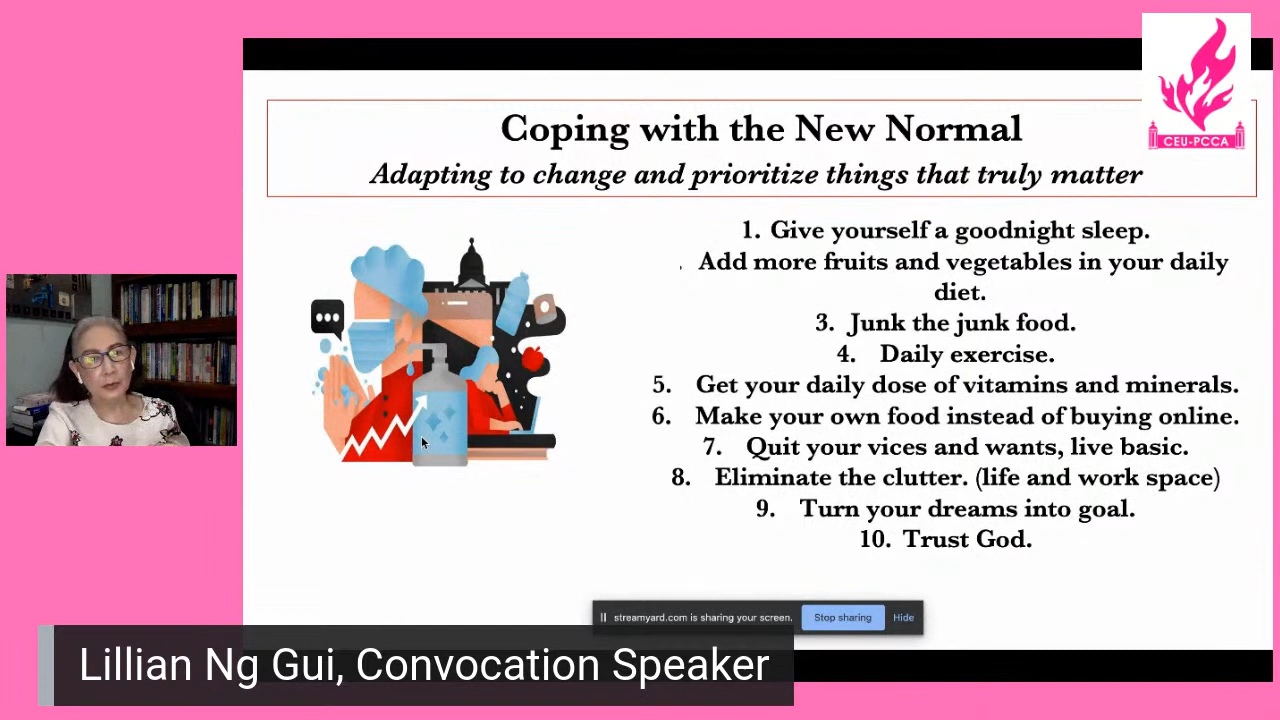 CEU-PCCA
Coping with the New Normal
Adapting to change and prioritize things that truly matter
1. Give yourself a goodnight sleep.
. Add more fruits and vegetables in your daily
diet.
3. Junk the junk food.
4. Daily exercise.
5. Get your daily dose of vitamins and minerals.
6. Make your own food instead of buying online.
7. Quit your vices and wants, live basic.
8. Eliminate the clutter. (life and work space)
9. Turn your dreams into goal.
10. Trust God.
streamyard.com is sharing your screen. Stop sharing Hide
Lillian Ng Gui, Convocation Speaker